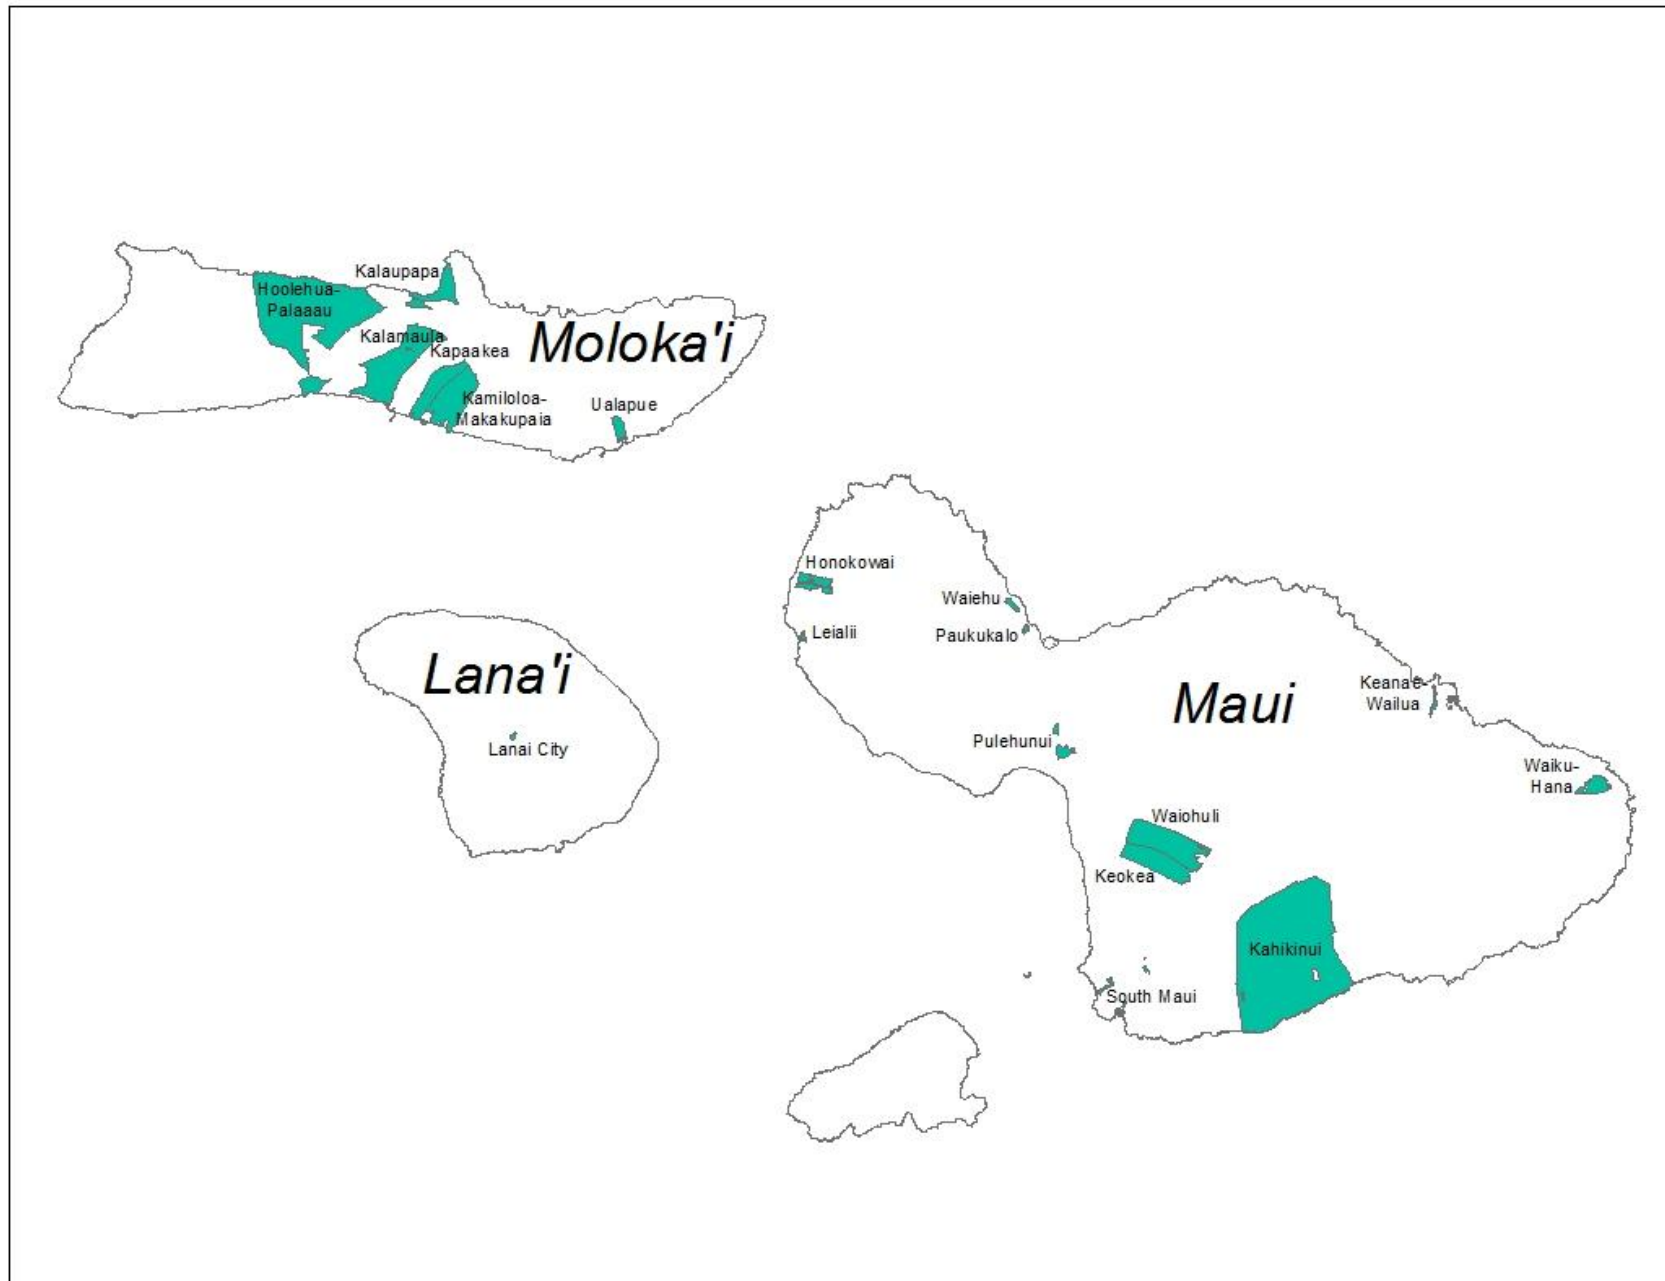 Kalaupapa
Hoolehua-
Palaaau
Kalamaula
Kapaakea
Moloka'i
Kamiloloa-
Makakupaia
Ualapue
Honokowai
Waiehu
Leialii
Paukukalo
Lana'i
Lanai City
Maui
Keanae-
Wailua
Pulehunui
Waiku-
Hana
Waiohuli
Keokea
Kahikinui
South Maui